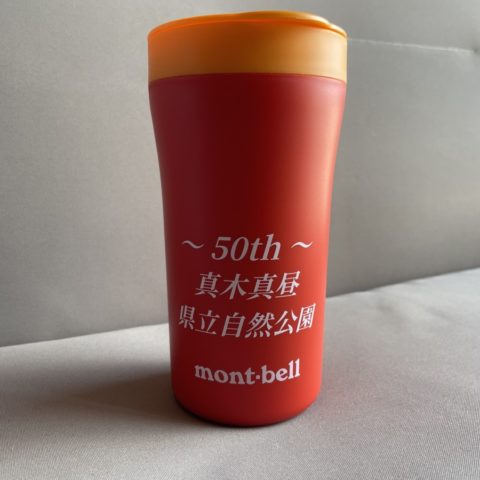 ～ 50th ～
真木真昼
県立自然公園
mont·bell